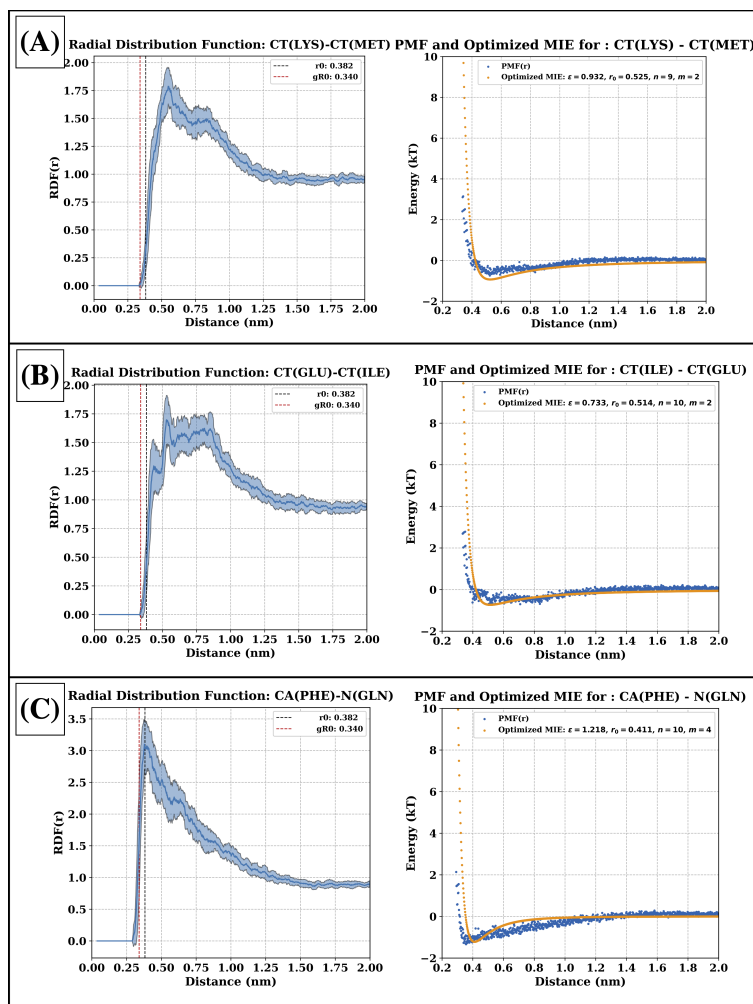 (A)
Radial Distribution Function: CT(LYS)-CT(MET)
r0: 0.382
gR0: 0.340
2.00
1.75
1.50
1.25
1.00
0.75
0.50
0.25
0.00
RDF(r)
0.00 0.25 0.50 0.75 1.00 1.25 1.50 1.75 2.00
Distance (nm)
PMF and Optimized MIE for : CT(LYS) - CT(MET)
PMF(r)
Optimized MIE: ε = 0.932, r₀ = 0.525, n = 9, m = 2
10
8
6
4
2
0
−2
Energy (kT)
0.2 0.4 0.6 0.8 1.0 1.2 1.4 1.6 1.8 2.0
Distance (nm)
(B)
Radial Distribution Function: CT(GLU)-CT(ILE)
r0: 0.382
gR0: 0.340
2.00
1.75
1.50
1.25
1.00
0.75
0.50
0.25
0.00
RDF(r)
0.00 0.25 0.50 0.75 1.00 1.25 1.50 1.75 2.00
Distance (nm)
PMF and Optimized MIE for : CT(ILE) - CT(GLU)
PMF(r)
Optimized MIE: ε = 0.733, r₀ = 0.514, n = 10, m = 2
10
8
6
4
2
0
−2
Energy (kT)
0.2 0.4 0.6 0.8 1.0 1.2 1.4 1.6 1.8 2.0
Distance (nm)
(C)
Radial Distribution Function: CA(PHE)-N(GLN)
r0: 0.382
gR0: 0.340
3.5
3.0
2.5
2.0
1.5
1.0
0.5
0.0
RDF(r)
0.00 0.25 0.50 0.75 1.00 1.25 1.50 1.75 2.00
Distance (nm)
PMF and Optimized MIE for : CA(PHE) - N(GLN)
PMF(r)
Optimized MIE: ε = 1.218, r₀ = 0.411, n = 10, m = 4
10
8
6
4
2
0
−2
Energy (kT)
0.2 0.4 0.6 0.8 1.0 1.2 1.4 1.6 1.8 2.0
Distance (nm)